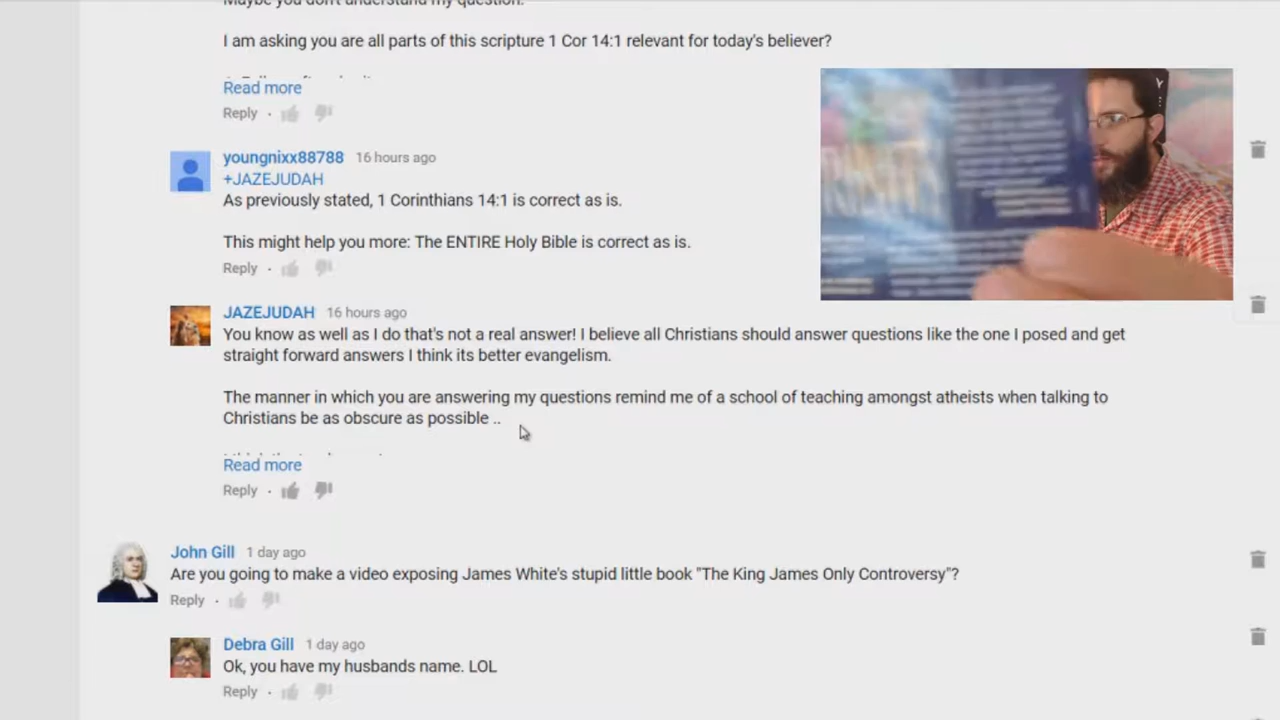 I am asking you are all parts of this scripture 1 Cor 14:1 relevant for today's believer?
Read more
Reply ·
youngnixx88788 16 hours ago
+JAZEJUDAH
As previously stated, 1 Corinthians 14:1 is correct as is.
This might help you more: The ENTIRE Holy Bible is correct as is.
Reply ·
JAZEJUDAH 16 hours ago
You know as well as I do that's not a real answer! I believe all Christians should answer questions like the one I posed and get
straight forward answers I think its better evangelism.
The manner in which you are answering my questions remind me of a school of teaching amongst atheists when talking to
Christians be as obscure as possible ..
Read more
Reply ·
John Gill 1 day ago
Are you going to make a video exposing James White's stupid little book "The King James Only Controversy"?
Reply ·
Debra Gill 1 day ago
Ok, you have my husbands name. LOL
Reply ·